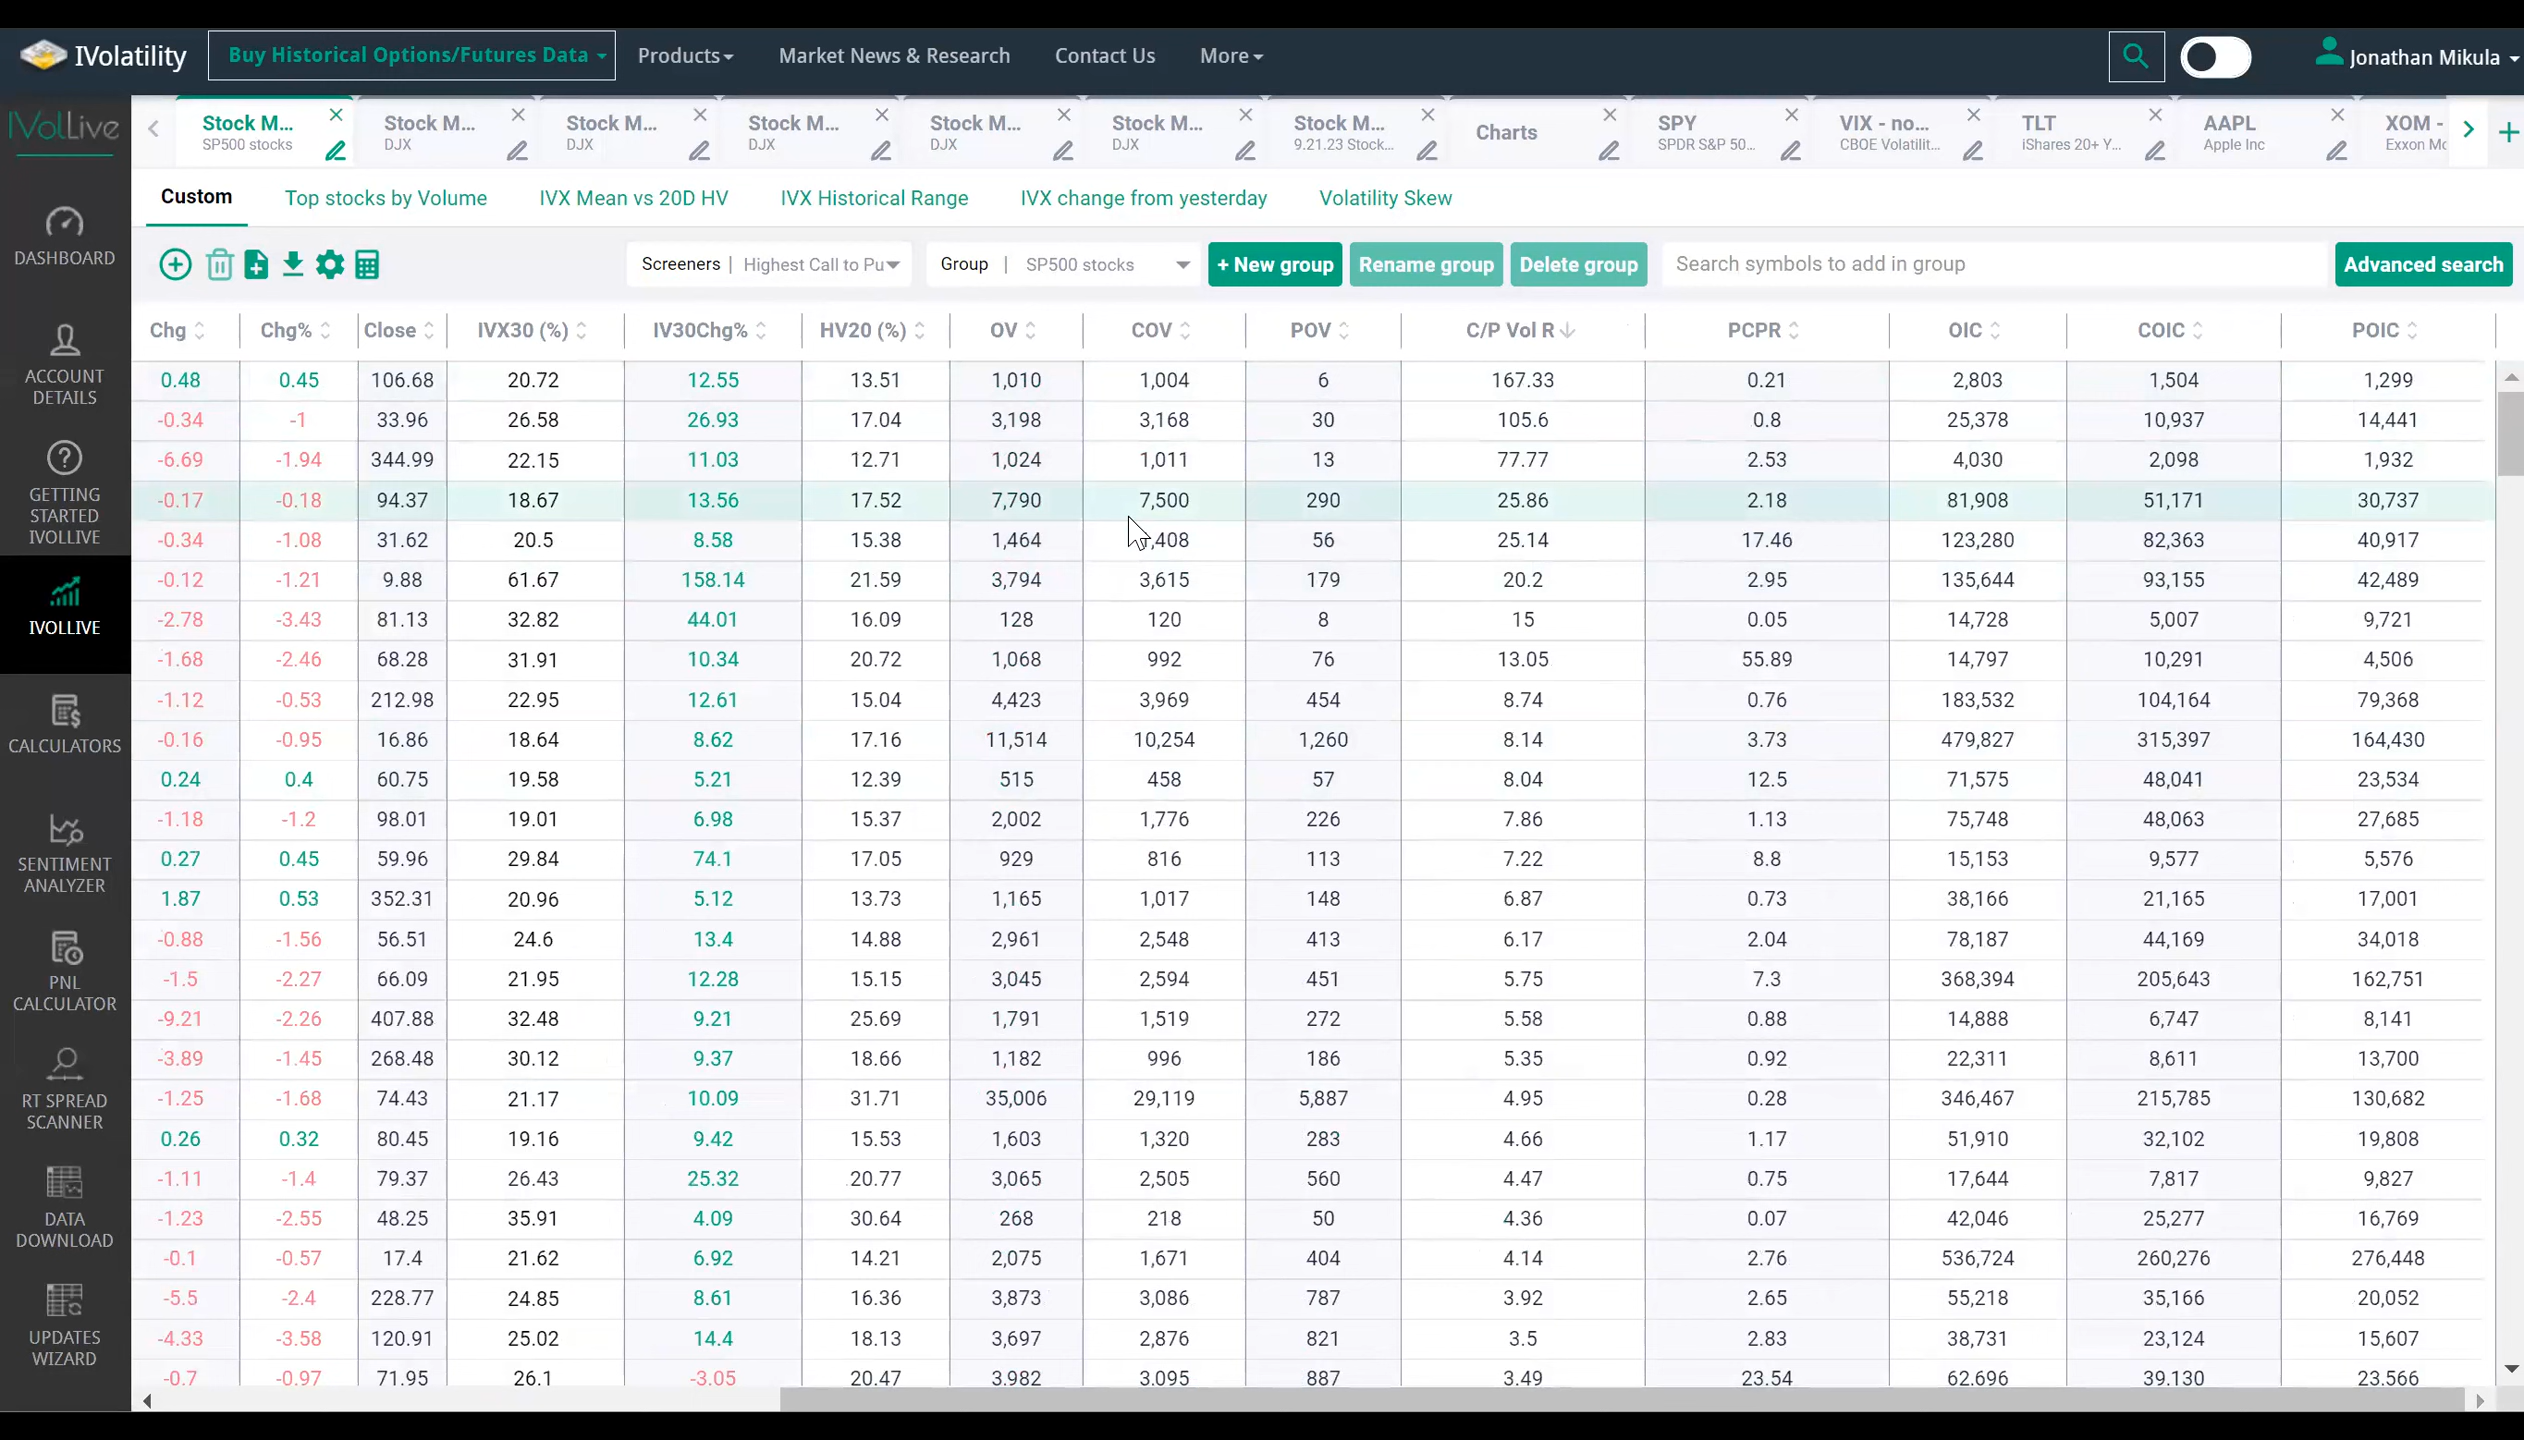 IVolatility Buy Historical Options/Futures Data Products Market News & Research Contact Us More Jonathan Mikula
IVolLive
Stock M... Stock M... Stock M... Stock M... Stock M... Stock M... Stock M... Charts SPY VIX - no... TLT AAPL XOM -
SP500 stocks DJX DJX DJX DJX DJX 9.21.23 Stock... SPDR S&P 50... CBOE Volatilit... iShares 20+ Y... Apple Inc Exxon Mc
Custom Top stocks by Volume IVX Mean vs 20D HV IVX Historical Range IVX change from yesterday Volatility Skew
Screeners | Highest Call to Pu Group | SP500 stocks + New group Rename group Delete group Search symbols to add in group Advanced search
DASHBOARD
ACCOUNT
DETAILS
GETTING
STARTED
IVOLLIVE
IVOLLIVE
CALCULATORS
SENTIMENT
ANALYZER
PNL
CALCULATOR
RT SPREAD
SCANNER
DATA
DOWNLOAD
UPDATES
WIZARD
Chg Chg% Close IVX30 (%) IV30Chg% HV20 (%) OV COV POV C/P Vol R PCPR OIC COIC POIC
0.48 0.45 106.68 20.72 12.55 13.51 1,010 1,004 6 167.33 0.21 2,803 1,504 1,299
-0.34 -1 33.96 26.58 26.93 17.04 3,198 3,168 30 105.6 0.8 25,378 10,937 14,441
-6.69 -1.94 344.99 22.15 11.03 12.71 1,024 1,011 13 77.77 2.53 4,030 2,098 1,932
-0.17 -0.18 94.37 18.67 13.56 17.52 7,790 7,500 290 25.86 2.18 81,908 51,171 30,737
-0.34 -1.08 31.62 20.5 8.58 15.38 1,464 ,408 56 25.14 17.46 123,280 82,363 40,917
-0.12 -1.21 9.88 61.67 158.14 21.59 3,794 3,615 179 20.2 2.95 135,644 93,155 42,489
-2.78 -3.43 81.13 32.82 44.01 16.09 128 120 8 15 0.05 14,728 5,007 9,721
-1.68 -2.46 68.28 31.91 10.34 20.72 1,068 992 76 13.05 55.89 14,797 10,291 4,506
-1.12 -0.53 212.98 22.95 12.61 15.04 4,423 3,969 454 8.74 0.76 183,532 104,164 79,368
-0.16 -0.95 16.86 18.64 8.62 17.16 11,514 10,254 1,260 8.14 3.73 479,827 315,397 164,430
0.24 0.4 60.75 19.58 5.21 12.39 515 458 57 8.04 12.5 71,575 48,041 23,534
-1.18 -1.2 98.01 19.01 6.98 15.37 2,002 1,776 226 7.86 1.13 75,748 48,063 27,685
0.27 0.45 59.96 29.84 74.1 17.05 929 816 113 7.22 8.8 15,153 9,577 5,576
1.87 0.53 352.31 20.96 5.12 13.73 1,165 1,017 148 6.87 0.73 38,166 21,165 17,001
-0.88 -1.56 56.51 24.6 13.4 14.88 2,961 2,548 413 6.17 2.04 78,187 44,169 34,018
-1.5 -2.27 66.09 21.95 12.28 15.15 3,045 2,594 451 5.75 7.3 368,394 205,643 162,751
-9.21 -2.26 407.88 32.48 9.21 25.69 1,791 1,519 272 5.58 0.88 14,888 6,747 8,141
-3.89 -1.45 268.48 30.12 9.37 18.66 1,182 996 186 5.35 0.92 22,311 8,611 13,700
-1.25 -1.68 74.43 21.17 10.09 31.71 35,006 29,119 5,887 4.95 0.28 346,467 215,785 130,682
0.26 0.32 80.45 19.16 9.42 15.53 1,603 1,320 283 4.66 1.17 51,910 32,102 19,808
-1.11 -1.4 79.37 26.43 25.32 20.77 3,065 2,505 560 4.47 0.75 17,644 7,817 9,827
-1.23 -2.55 48.25 35.91 4.09 30.64 268 218 50 4.36 0.07 42,046 25,277 16,769
-0.1 -0.57 17.4 21.62 6.92 14.21 2,075 1,671 404 4.14 2.76 536,724 260,276 276,448
-5.5 -2.4 228.77 24.85 8.61 16.36 3,873 3,086 787 3.92 2.65 55,218 35,166 20,052
-4.33 -3.58 120.91 25.02 14.4 18.13 3,697 2,876 821 3.5 2.83 38,731 23,124 15,607
-0.7 -0.97 71.95 26.1 -3.05 20.47 3,982 3,095 887 3.49 23.54 62,696 39,130 23,566